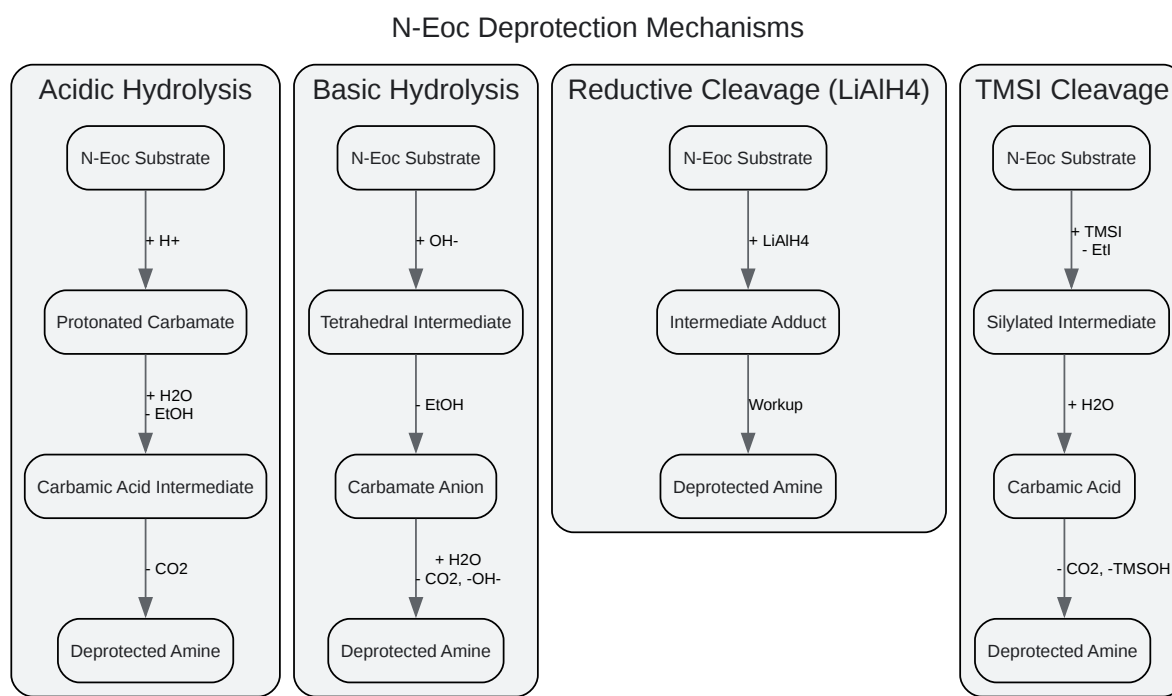 N-Eoc Deprotection Mechanisms
Acidic Hydrolysis
N-Eoc Substrate
+ H+
Protonated Carbamate
+ H2O
- EtOH
Carbamic Acid Intermediate
- CO2
Deprotected Amine
Basic Hydrolysis
N-Eoc Substrate
+ OH-
Tetrahedral Intermediate
- EtOH
Carbamate Anion
+ H2O
- CO2, -OH-
Deprotected Amine
Reductive Cleavage (LiAlH4)
N-Eoc Substrate
+ LiAlH4
Intermediate Adduct
Workup
Deprotected Amine
TMSI Cleavage
N-Eoc Substrate
+ TMSI
- EtI
Silylated Intermediate
+ H2O
Carbamic Acid
- CO2, -TMSOH
Deprotected Amine